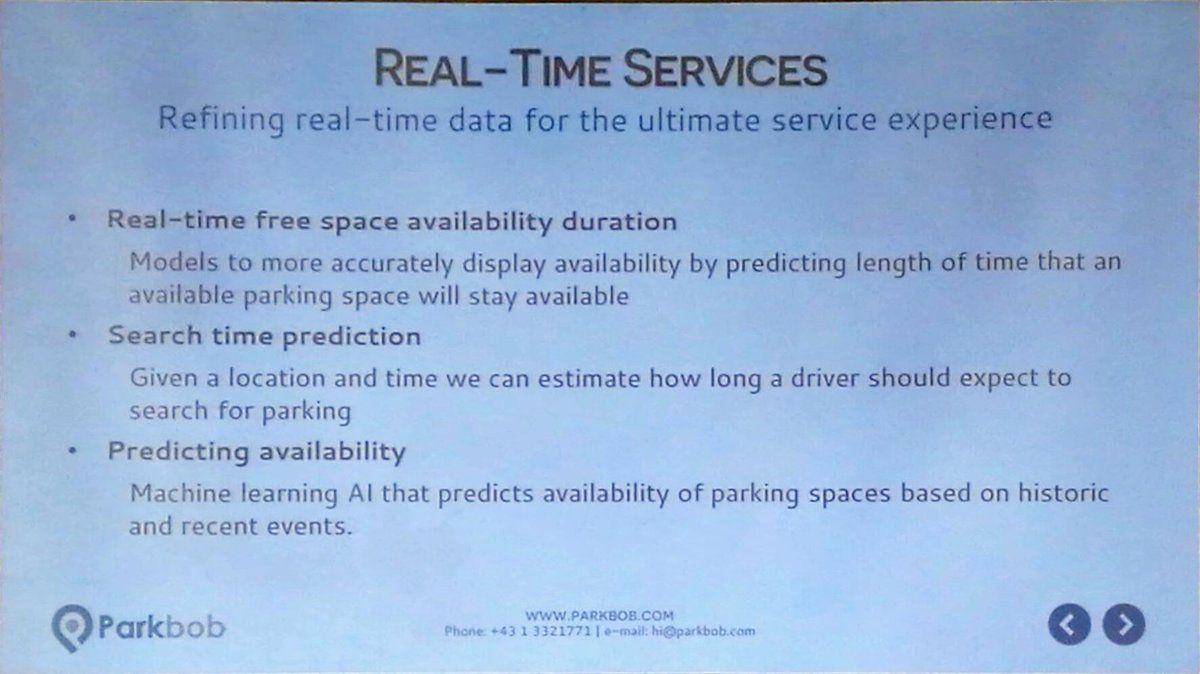 REAL-TIME SERVICES
Refining real-time data for the ultimate service experience
• Real-time free space availability duration
Models to more accurately display availability by predicting length of time that an
available parking space will stay available
• Search time prediction
Given a location and time we can estimate how long a driver should expect to
search for parking
• Predicting availability
Machine learning AI that predicts availability of parking spaces based on historic
and recent events.
Parkbob
WWW.PARKBOB.COM
Phone: +43 1 3321771 | e-mail: hi@parkbob.com